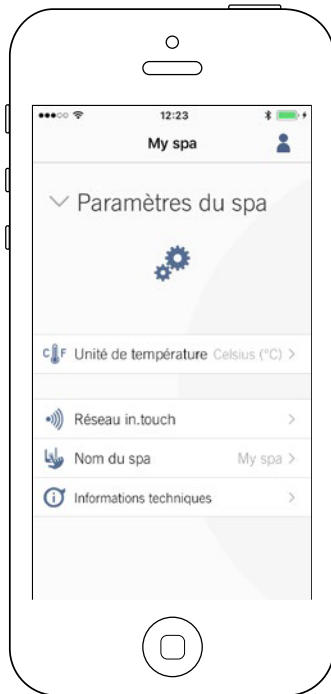 12:23
My spa
Paramètres du spa
C F Unité de température Celsius (°C)
Réseau in.touch
Nom du spa My spa
Informations techniques